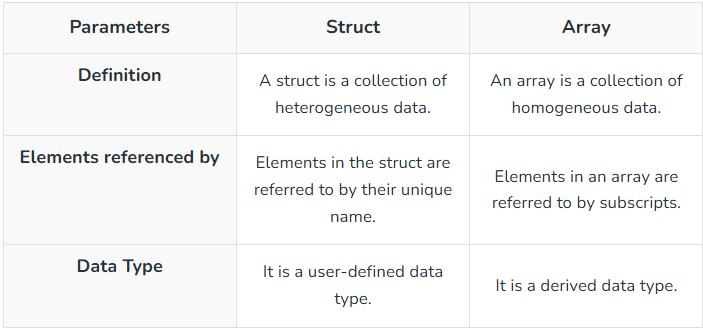 Parameters Struct Array
Definition
A struct is a collection of
heterogeneous data.
An array is a collection of
homogeneous data.
Elements referenced by
Elements in the struct are
referred to by their unique
name.
Elements in an array are
referred to by subscripts.
Data Type
It is a user-defined data
type.
It is a derived data type.